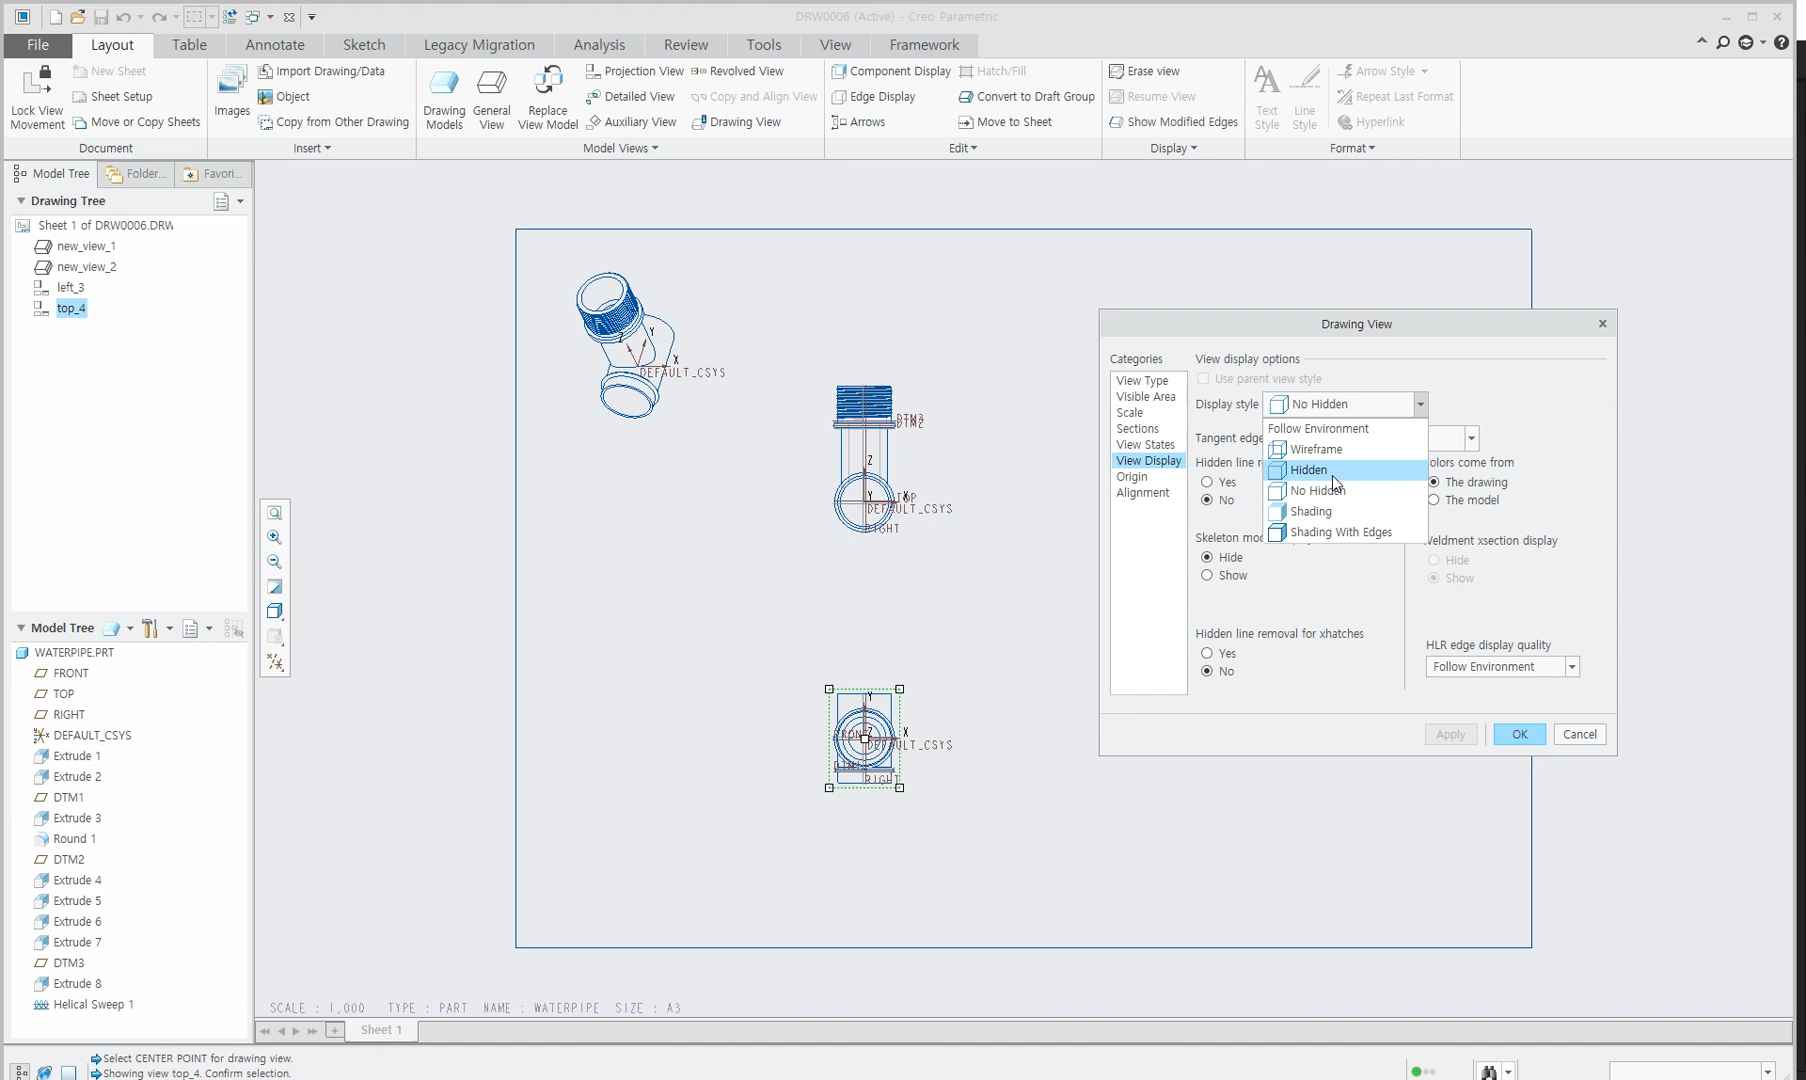 DRW0006 (Active) - Creo Parametric
File Layout Table Annotate Sketch Legacy Migration Analysis Review Tools View Framework
Lock View Movement
New Sheet
Sheet Setup
Move or Copy Sheets
Document
Images
Import Drawing/Data
Object
Copy from Other Drawing
Insert
Drawing Models
General View
Replace View Model
Projection View
Detailed View
Auxiliary View
Revolved View
Copy and Align View
Drawing View
Model Views
Component Display
Edge Display
Arrows
Hatch/Fill
Convert to Draft Group
Move to Sheet
Edit
Erase view
Resume View
Show Modified Edges
Display
Text Style
Line Style
Arrow Style
Repeat Last Format
Hyperlink
Format
Model Tree Folder... Favori...
Drawing Tree
Sheet 1 of DRW0006.DRW
new_view_1
new_view_2
left_3
top_4
Model Tree
WATERPIPE.PRT
FRONT
TOP
RIGHT
DEFAULT_CSYS
Extrude 1
Extrude 2
DTM1
Extrude 3
Round 1
DTM2
Extrude 4
Extrude 5
Extrude 6
Extrude 7
DTM3
Extrude 8
Helical Sweep 1
Z Y
X
DEFAULT_CSYS
DTM3
DTM2
Z
Y X TOP
DEFAULT_CSYS
RIGHT
Y
FRONT Z X
DEFAULT_CSYS
RIGHT
Drawing View
Categories
View Type
Visible Area
Scale
Sections
View States
View Display
Origin
Alignment
View display options
Use parent view style
Display style No Hidden
Follow Environment
Wireframe
Hidden
No Hidden
Shading
Shading With Edges
Tangent edge
Hidden line r
Yes
No
olors come from
The drawing
The model
Skeleton mod
Hide
Show
Weldment xsection display
Hide
Show
Hidden line removal for xhatches
Yes
No
HLR edge display quality
Follow Environment
Apply OK Cancel
SCALE : 1,000 TYPE : PART NAME : WATERPIPE SIZE : A3
Sheet 1
Select CENTER POINT for drawing view.
Showing view top_4. Confirm selection.